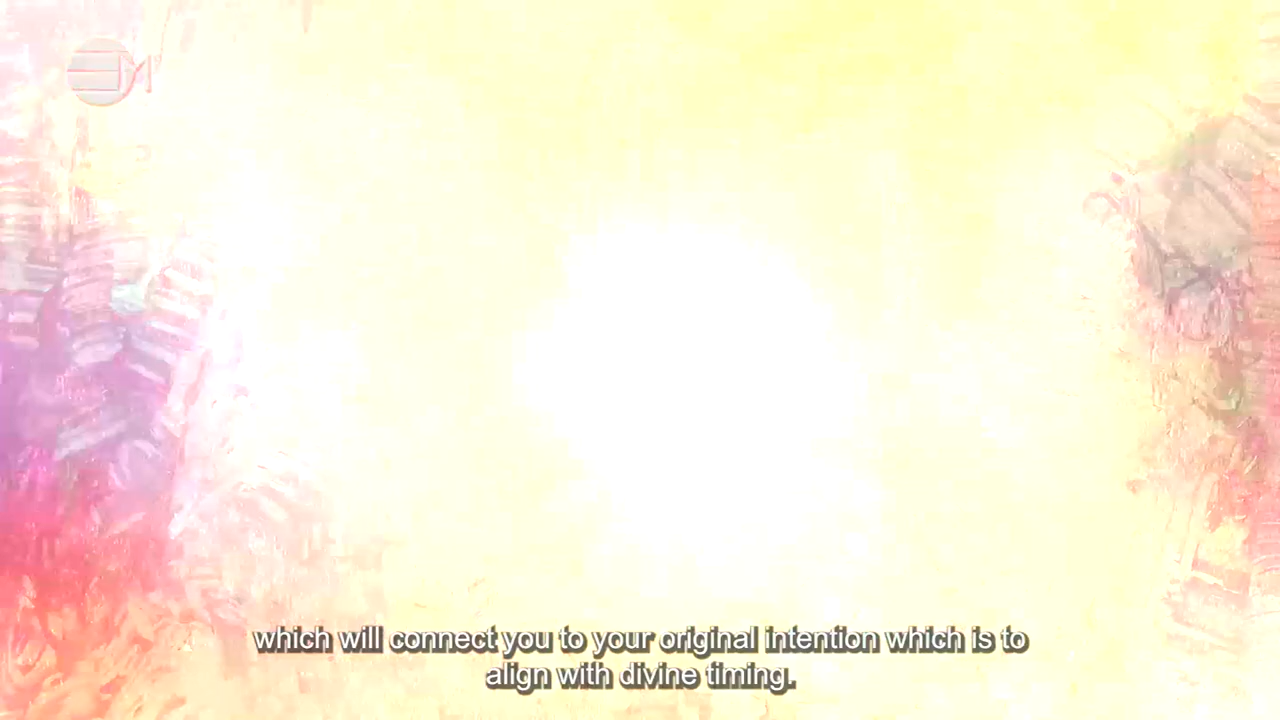 which will connect you to your original intention which is to
align with divine timing.